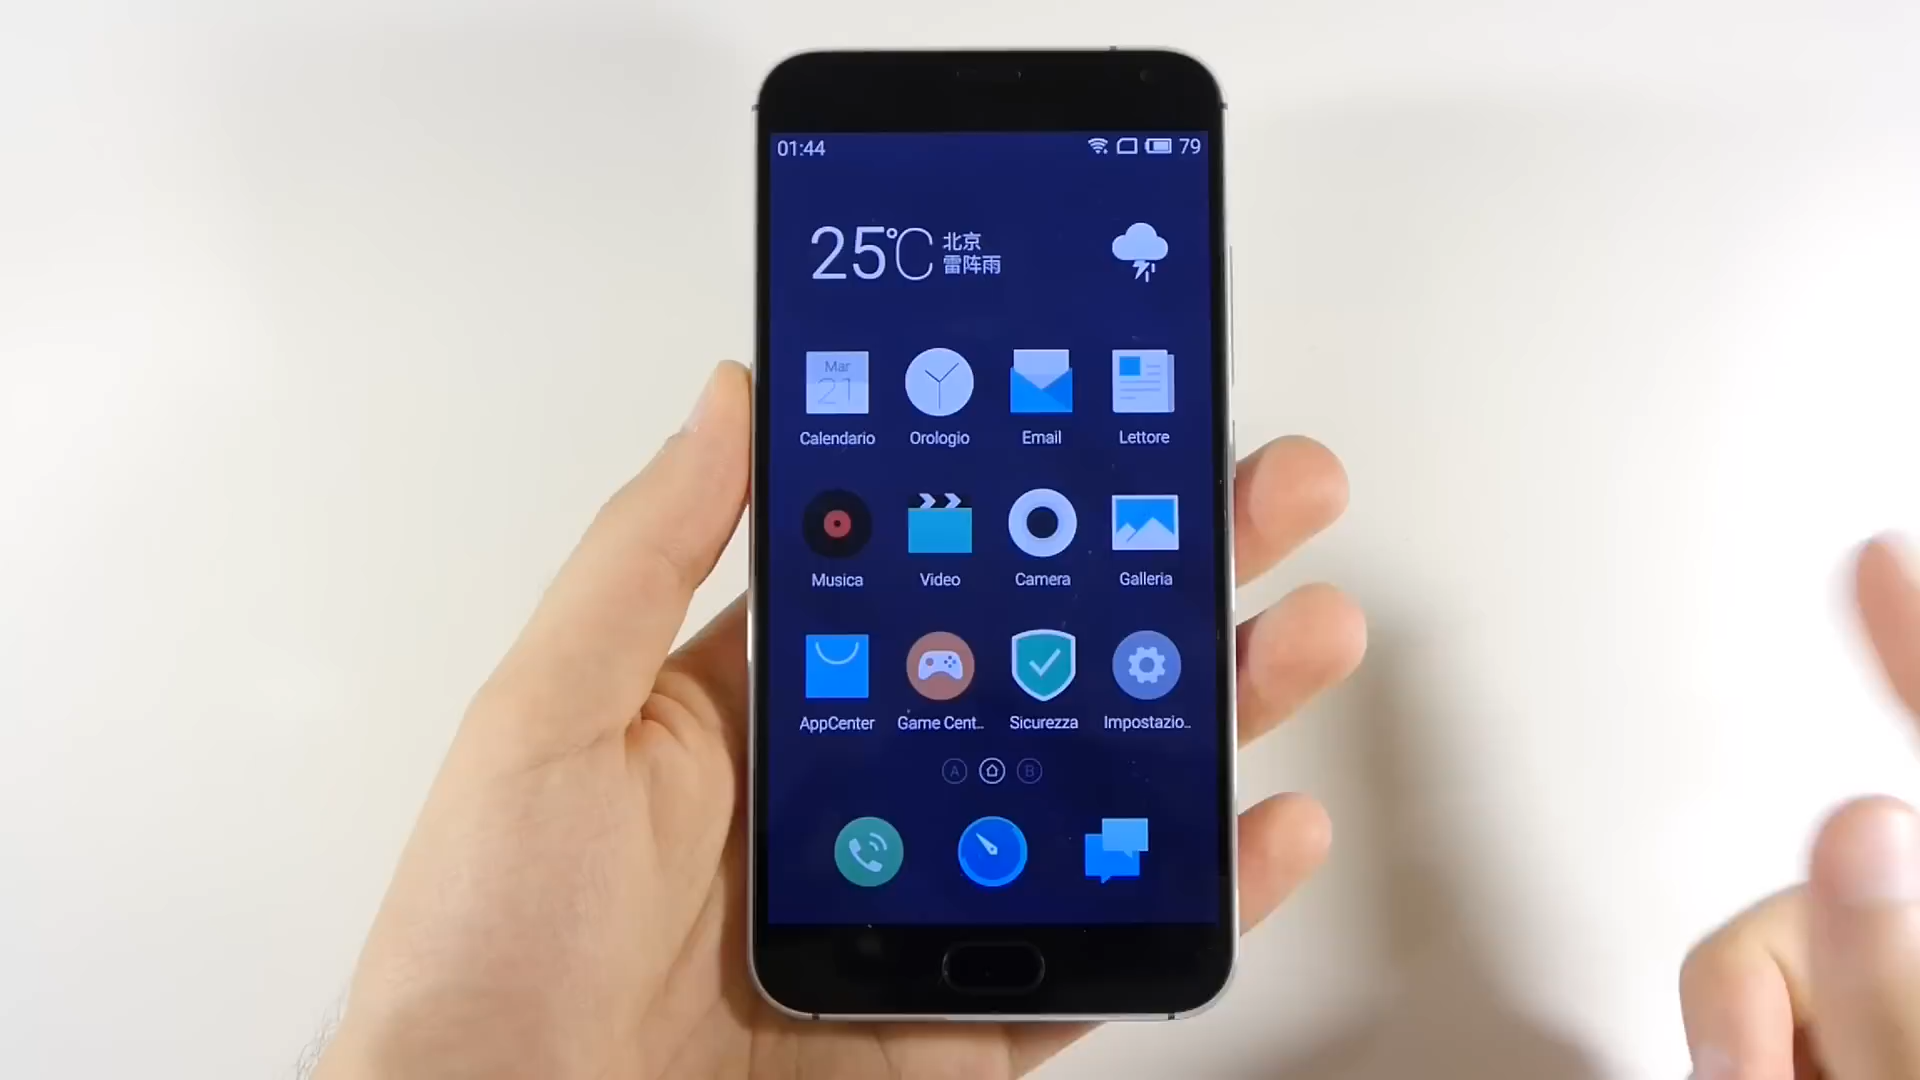 01:44
79
25°C
北京
雷阵雨
Mar
21
Calendario
Orologio
Email
Lettore
Musica
Video
Camera
Galleria
AppCenter
Game Cent..
Sicurezza
Impostazio..
A
B